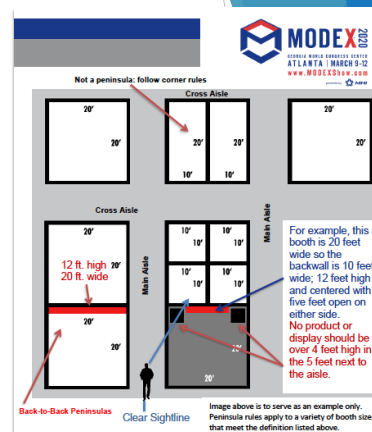 MODEX 2020
GEORGIA WORLD CONGRESS CENTER
ATLANTA | MARCH 9-12
www.MODEXShow.com
MHI
Not a peninsula: follow corner rules
Cross Aisle
20'
20'
20'
20'
20'
10'
10'
20'
20'
Cross Aisle
Main Aisle
Main Aisle
20'
20'
12 ft. high
20 ft. wide
20'
20'
10'
10'
10'
10'
10'
10'
10'
10'
20'
20'
For example, this
booth is 20 feet
wide so the
backwall is 10 feet
wide; 12 feet high
and centered with
five feet open on
either side.
No product or
display should be
over 4 feet high in
the 5 feet next to
the aisle.
Back-to-Back Peninsulas
Clear Sightline
Image above is to serve as an example only.
Peninsula rules apply to a variety of booth size
that meet the definition listed above.